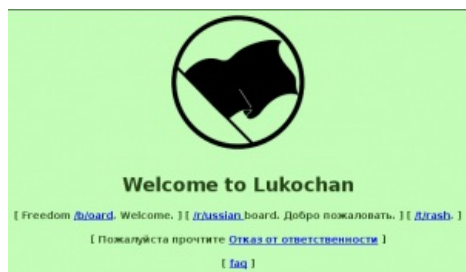 Welcome to Lukochan
[ Freedom /b/oard. Welcome. ] [ /r/ussian board. Добро пожаловать. ] [ /t/rash. ]
[ Пожалуйста прочтите Отказ от ответственности ]
[ faq ]